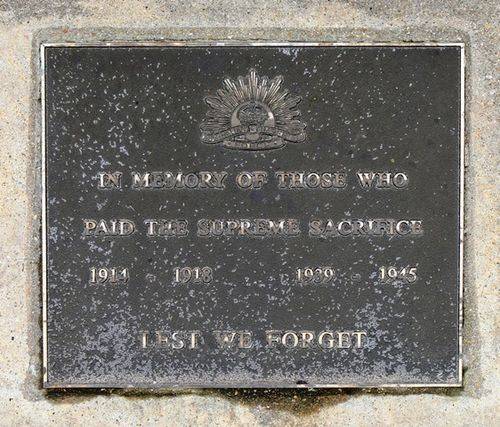 IN MEMORY OF THOSE WHO
PAID THE SUPREME SACRIFICE
1914 - 1918 1939 - 1945
LEST WE FORGET